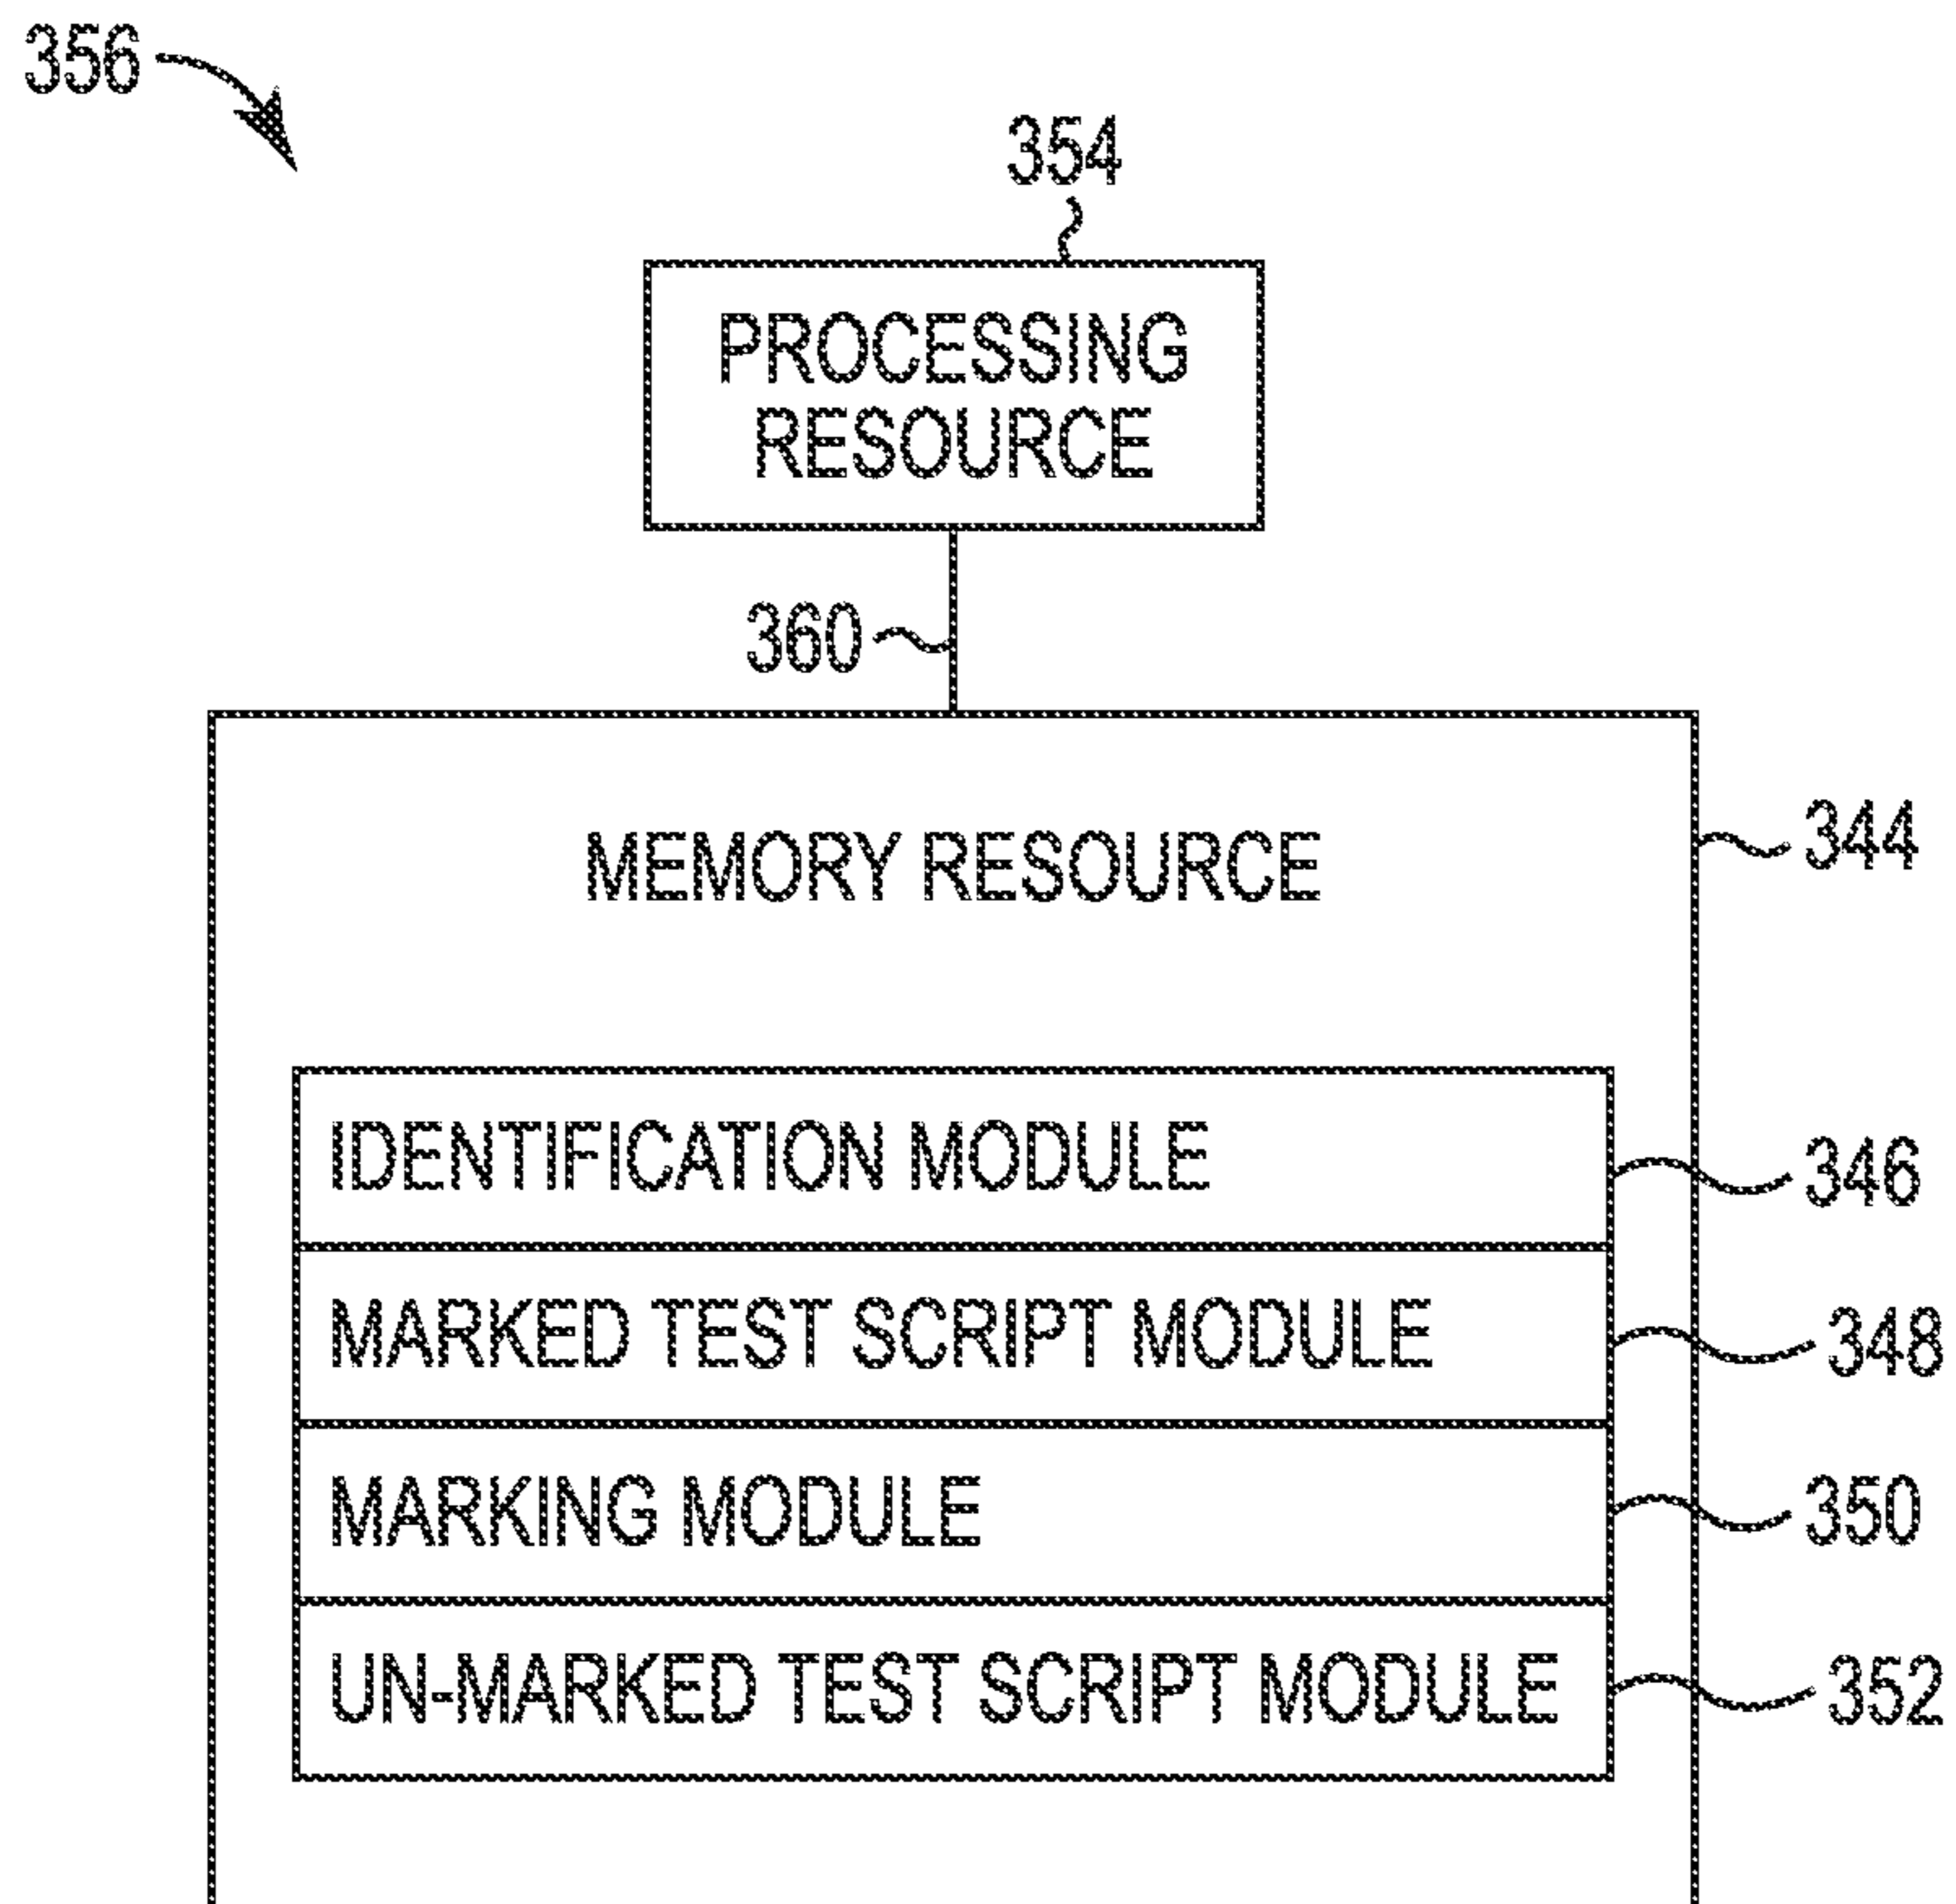 356
354
PROCESSING
RESOURCE
360
MEMORY RESOURCE
344
IDENTIFICATION MODULE
346
MARKED TEST SCRIPT MODULE
348
MARKING MODULE
350
UN-MARKED TEST SCRIPT MODULE
352